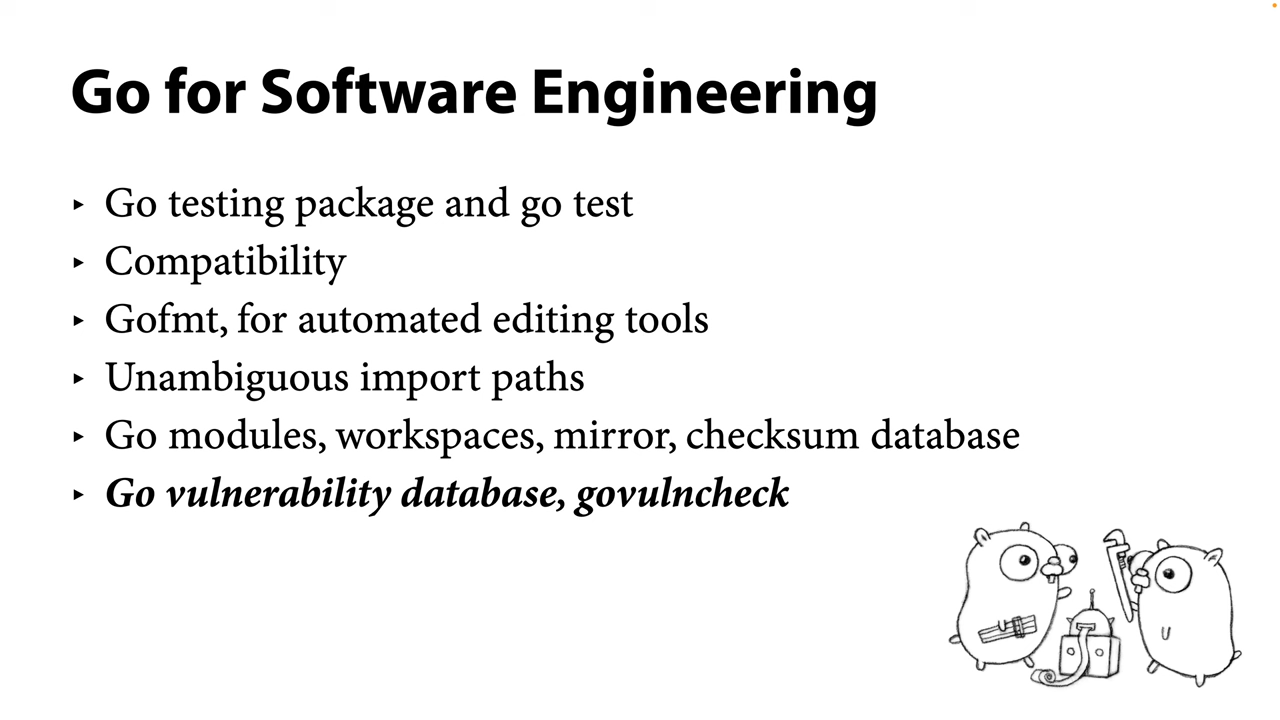 Go for Software Engineering
‣ Go testing package and go test
‣ Compatibility
‣ Gofmt, for automated editing tools
‣ Unambiguous import paths
‣ Go modules, workspaces, mirror, checksum database
‣ Go vulnerability database, govulncheck